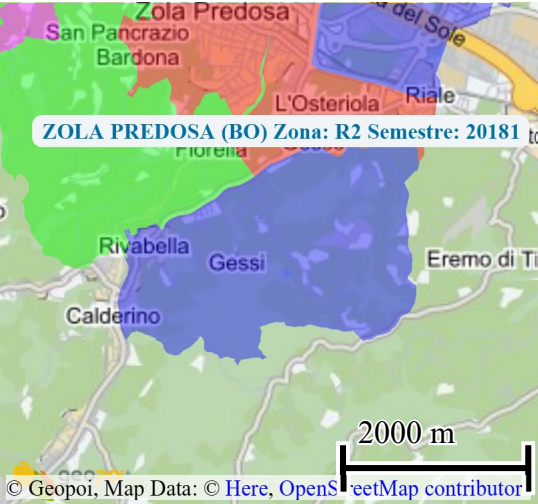 Zola Predosa
del Sole
San Pancrazio
Bardona
L'Osteriola
Riale
ZOLA PREDOSA (BO) Zona: R2 Semestre: 20181
Rivabella
Gessi
Eremo di Ti
Calderino
2000 m
© Geopoi, Map Data: © Here, OpenStreetMap contributor